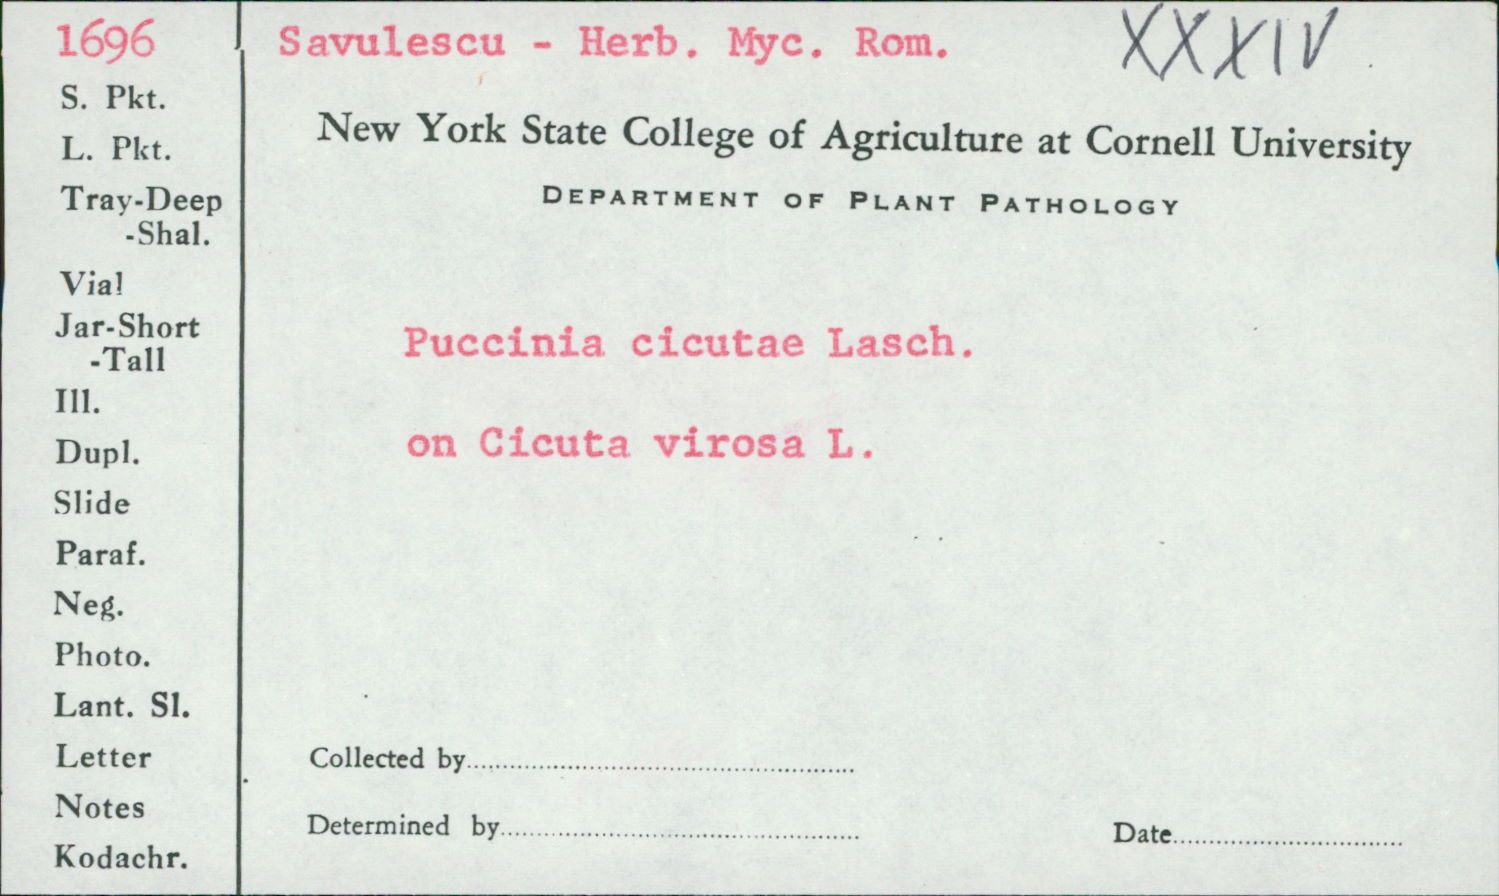 1696
Savulescu - Herb. Myc. Rom.
XXXIV
S. Pkt.
L. Pkt.
Tray-Deep
-Shal.
Vial
Jar-Short
-Tall
Ill.
Dupl.
Slide
Paraf.
Neg.
Photo.
Lant. Sl.
Letter
Notes
Kodachr.
New York State College of Agriculture at Cornell University
DEPARTMENT OF PLANT PATHOLOGY
Puccinia cicutae Lasch.
on Cicuta virosa L.
Collected by
Determined by
Date